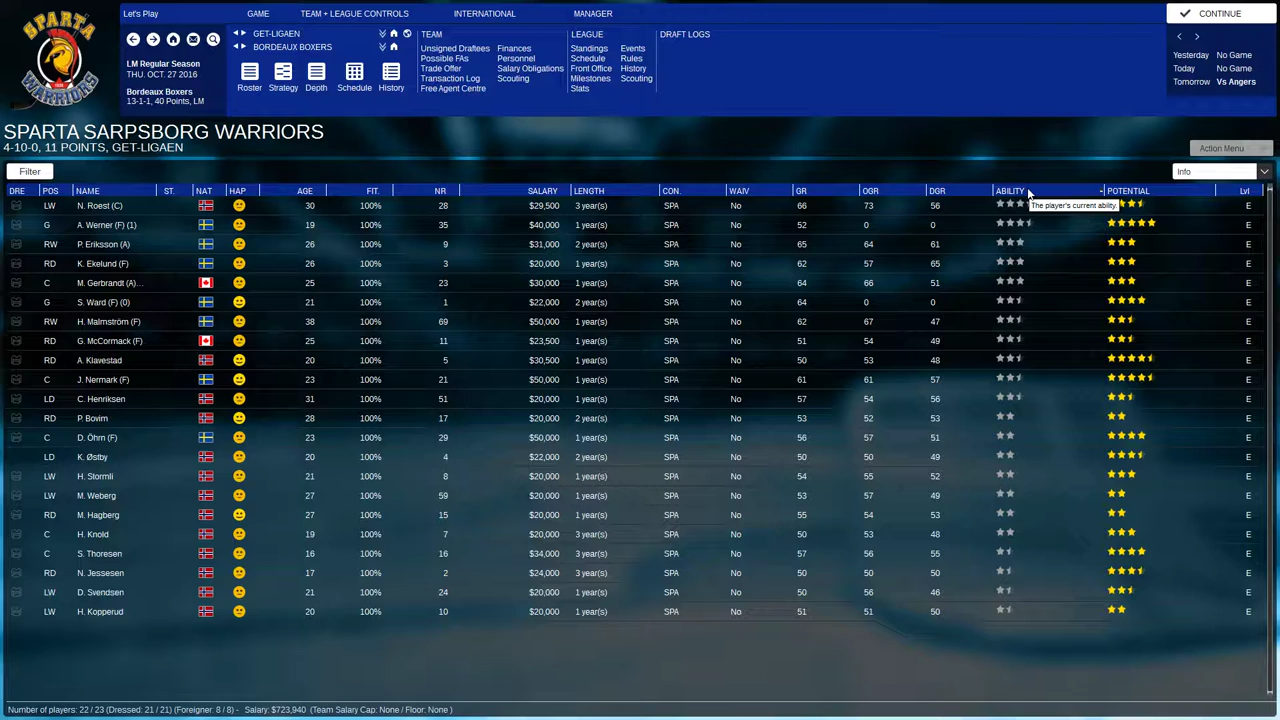 SPARTA
WARRIORS
Let's Play
GAME TEAM + LEAGUE CONTROLS INTERNATIONAL MANAGER
CONTINUE
LM Regular Season
THU. OCT. 27 2016
Bordeaux Boxers
13-1-1, 40 Points, LM
GET-LIGAEN
BORDEAUX BOXERS
Roster Strategy Depth Schedule History
TEAM
Unsigned Draftees Finances
Possible FAs Personnel
Trade Offer Salary Obligations
Transaction Log Scouting
Free Agent Centre
LEAGUE
Standings Events
Schedule Rules
Front Office History
Milestones Scouting
Stats
DRAFT LOGS
Yesterday No Game
Today No Game
Tomorrow Vs Angers
SPARTA SARPSBORG WARRIORS
4-10-0, 11 POINTS, GET-LIGAEN
Action Menu
Filter
Info
DRE POS NAME ST. NAT HAP AGE FIT. NR SALARY LENGTH CON. WAIV GR OGR DGR ABILITY POTENTIAL Lvl
The player's current ability.
LW N. Roest (C) 30 100% 28 $29,500 3 year(s) SPA No 66 73 56 E
G A. Werner (F) (1) 19 100% 35 $40,000 1 year(s) SPA No 52 0 0 E
RW P. Eriksson (A) 26 100% 9 $31,000 2 year(s) SPA No 65 64 61 E
RD K. Ekelund (F) 26 100% 3 $20,000 1 year(s) SPA No 62 57 65 E
C M. Gerbrandt (A)... 25 100% 23 $30,000 1 year(s) SPA No 64 66 51 E
G S. Ward (F) (0) 21 100% 1 $22,000 2 year(s) SPA No 64 0 0 E
RW H. Malmström (F) 38 100% 69 $50,000 1 year(s) SPA No 62 67 47 E
RD G. McCormack (F) 25 100% 11 $23,500 1 year(s) SPA No 51 54 49 E
RD A. Klavestad 20 100% 5 $30,500 1 year(s) SPA No 50 53 48 E
C J. Nermark (F) 23 100% 21 $50,000 1 year(s) SPA No 61 61 57 E
LD C. Henriksen 31 100% 51 $20,000 1 year(s) SPA No 57 54 56 E
RD P. Bovim 28 100% 17 $20,000 2 year(s) SPA No 53 52 53 E
C D. Öhrn (F) 23 100% 29 $50,000 1 year(s) SPA No 56 57 51 E
LD K. Østby 20 100% 4 $22,000 2 year(s) SPA No 50 50 49 E
LW H. Stormli 21 100% 8 $20,000 1 year(s) SPA No 54 55 52 E
LW M. Weberg 27 100% 59 $20,000 1 year(s) SPA No 53 57 49 E
RD M. Hagberg 27 100% 15 $20,000 2 year(s) SPA No 55 54 53 E
C H. Knold 19 100% 7 $20,000 3 year(s) SPA No 50 53 48 E
C S. Thoresen 16 100% 16 $34,000 3 year(s) SPA No 57 56 55 E
RD N. Jessesen 17 100% 2 $24,000 3 year(s) SPA No 50 50 50 E
LW D. Svendsen 21 100% 24 $20,000 1 year(s) SPA No 50 56 46 E
LW H. Kopperud 20 100% 10 $20,000 1 year(s) SPA No 51 51 50 E
Number of players: 22 / 23 (Dressed: 21 / 21) (Foreigner: 8 / 8) - Salary: $723,940 (Team Salary Cap: None / Floor: None )